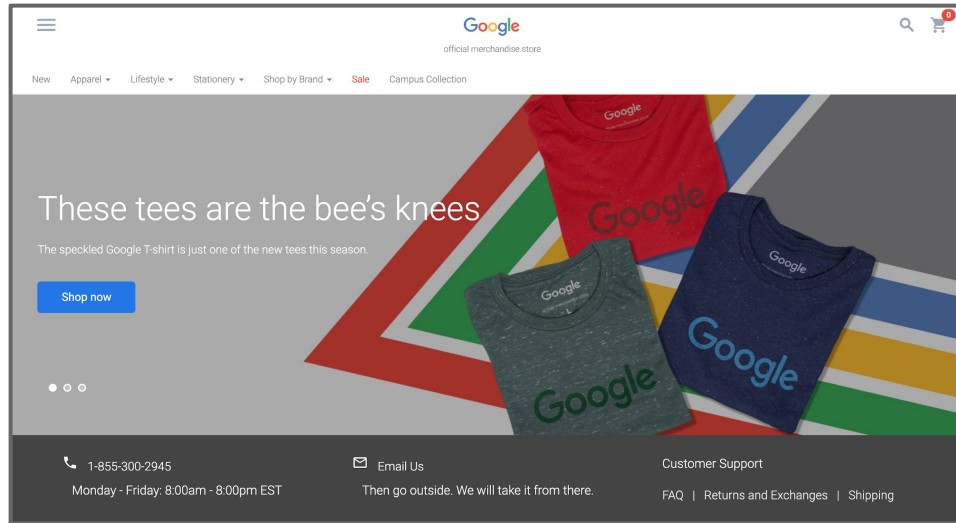 Google
0
official merchandise store
New Apparel Lifestyle Stationery Shop by Brand Sale Campus Collection
Google
Google
These tees are the bee's knees
The speckled Google T-shirt is just one of the new tees this season.
Google
Google
Shop now
Google
Google
1-855-300-2945 Email Us Customer Support
Monday - Friday: 8:00am - 8:00pm EST Then go outside. We will take it from there. FAQ | Returns and Exchanges | Shipping